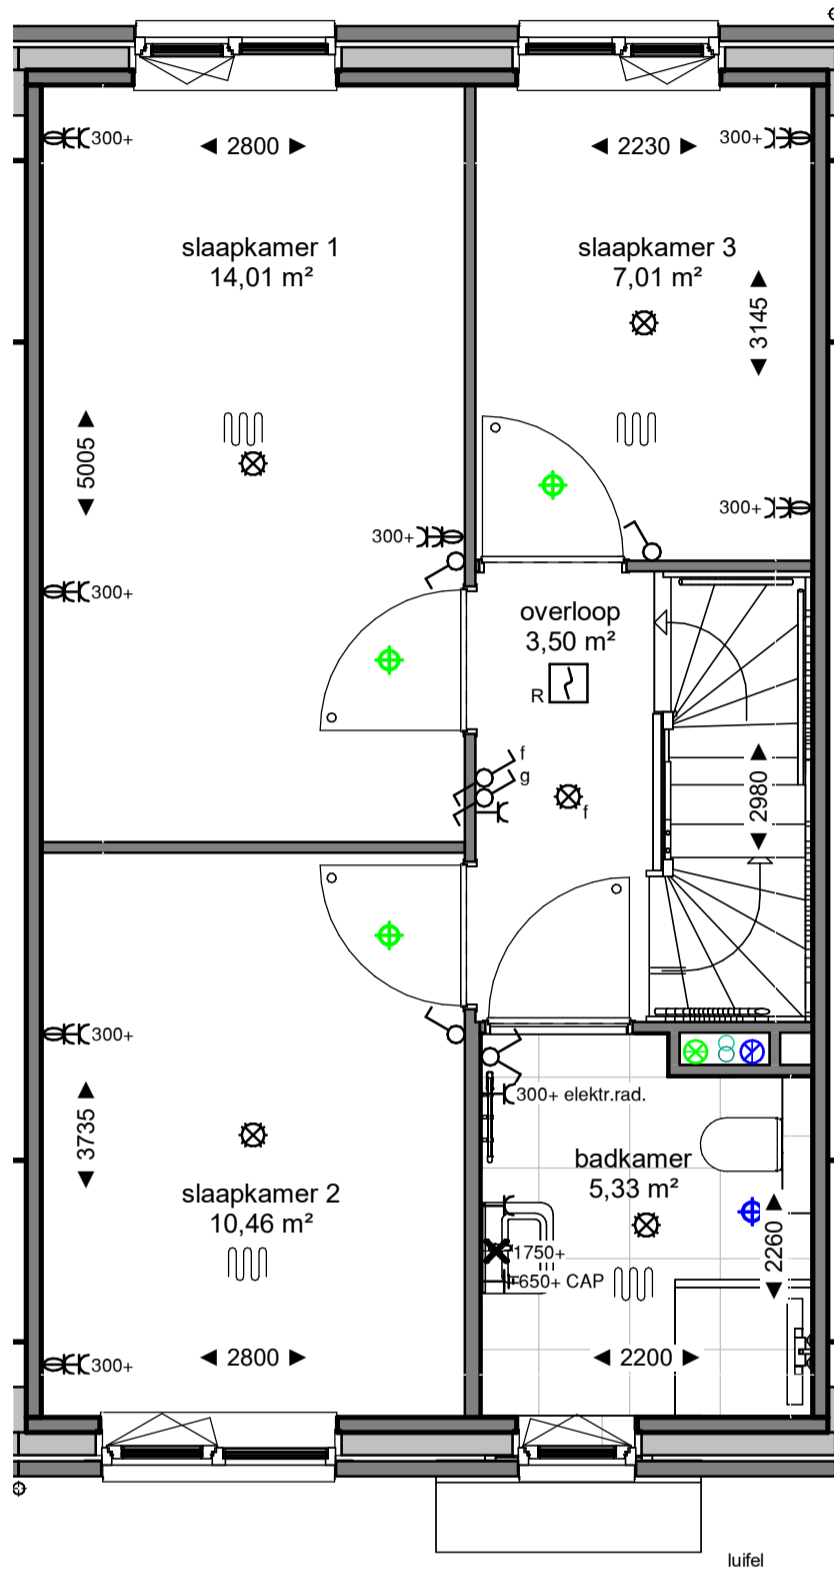 300+
◄ 2800 ►
◄ 2230 ►
300+
slaapkamer 1
14,01 m²
slaapkamer 3
7,01 m²
◄ 3145 ►
◄ 5005 ►
300+
300+
300+
overloop
3,50 m²
R
f
g
f
◄ 2980 ►
300+
300+ elektr.rad.
◄ 3735 ►
badkamer
5,33 m²
slaapkamer 2
10,46 m²
◄ 2260 ►
1750+
650+ CAP
300+
◄ 2800 ►
◄ 2200 ►
luifel